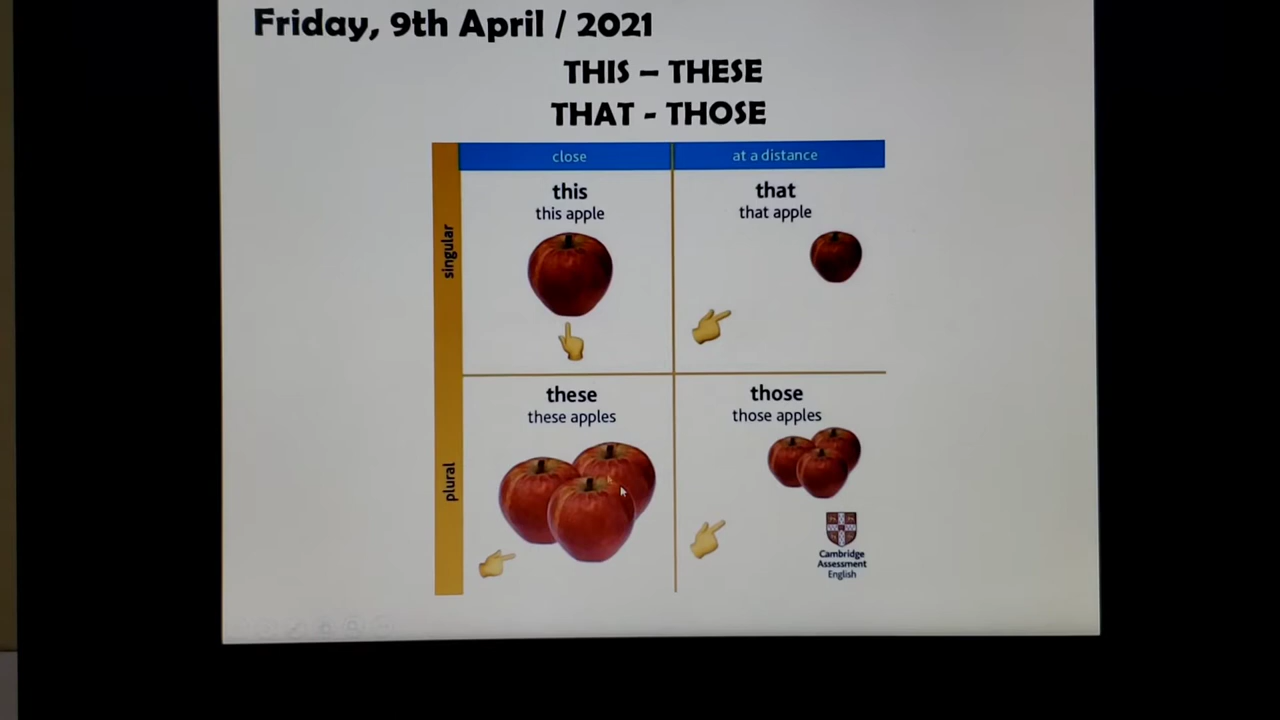 Friday, 9th April / 2021
THIS – THESE
THAT - THOSE
close
at a distance
singular
this
this apple
that
that apple
plural
these
these apples
those
those apples
Cambridge
Assessment
English